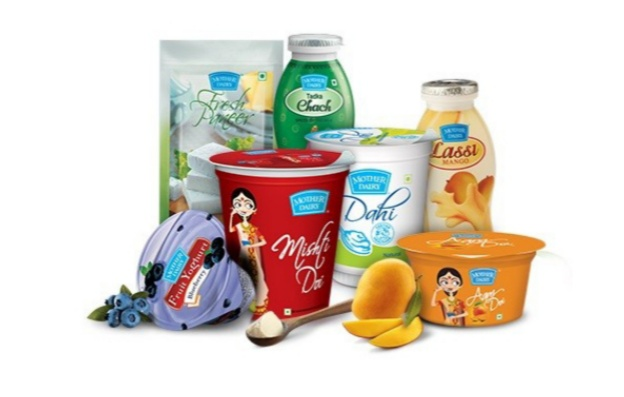 MOTHER
DAIRY
Fresh
Paneer
MOTHER
DAIRY
Tadka
Chach
MOTHER
DAIRY
Lassi
MANGO
MOTHER
DAIRY
Mishti
Doi
MOTHER
DAIRY
Dahi
MOTHER
DAIRY
Fruit Yoghurt
Blueberry
MOTHER
DAIRY
Aam
Doi